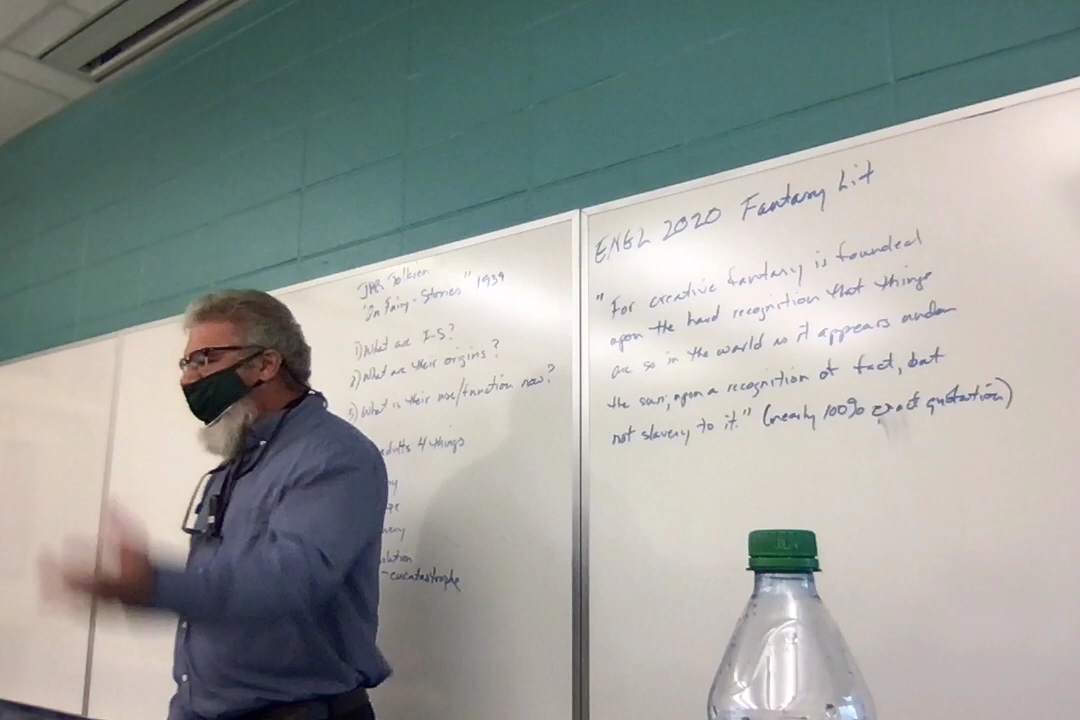 JRR Tolkien
"On Fairy-Stories" 1939
1) What are F-S?
2) What are their origins?
3) What is their use/function now?
4 things
-eucatastrophe
ENGL 2020 Fantasy Lit
"For creative fantasy is founded
upon the hard recognition that things
are so in the world as it appears under
the sun; upon a recognition of fact, but
not slavery to it." (nearly 100% exact quotation)